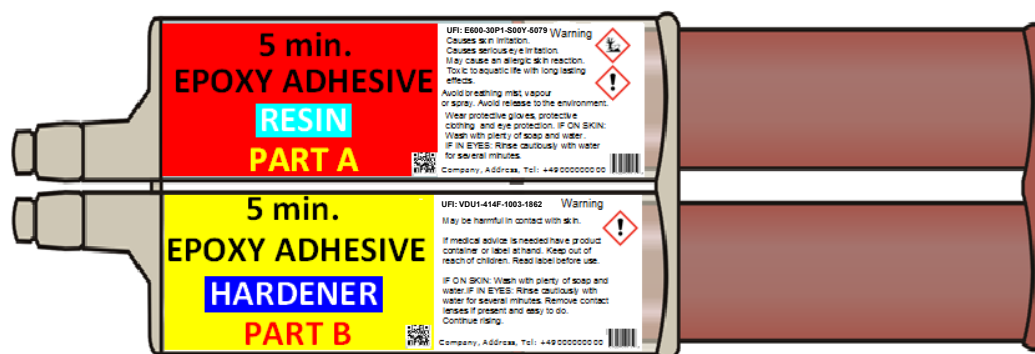 5 min.
EPOXY ADHESIVE
RESIN
PART A
UFI: E600-30P1-S00Y-5079 Warning
Causes skin irritation.
Causes serious eye irritation.
May cause an allergic skin reaction.
Toxic to aquatic life with long lasting
effects.
Avoid breathing mist, vapour
or spray. Avoid release to the environment.
Wear protective gloves, protective
clothing and eye protection. IF ON SKIN:
Wash with plenty of soap and water.
IF IN EYES: Rinse cautiously with water
for several minutes.
Company, Address, Tel: +49000000000
5 min.
EPOXY ADHESIVE
HARDENER
PART B
UFI: VDU1-414F-1003-1862 Warning
May be harmful in contact with skin.
If medical advice is needed have product
container or label at hand. Keep out of
reach of children. Read label before use.
IF ON SKIN: Wash with plenty of soap and
water.IF IN EYES: Rinse cautiously with
water for several minutes. Remove contact
lenses if present and easy to do.
Continue rising.
Company, Address, Tel: +49000000000